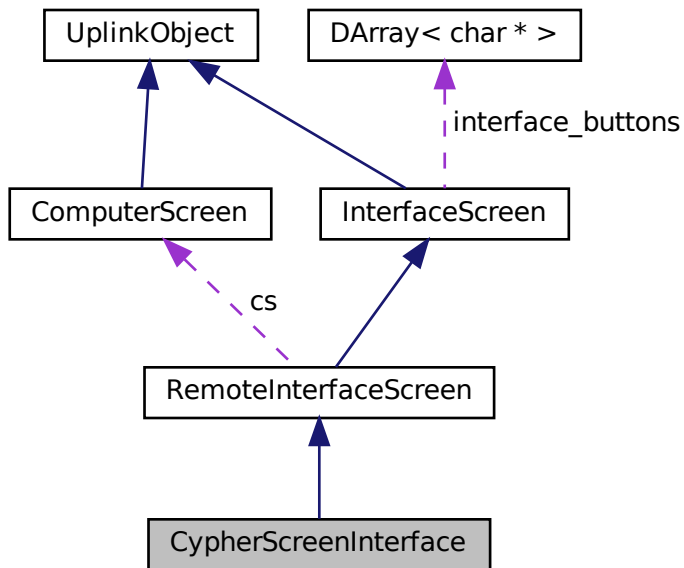 UplinkObject
DArray< char * >
interface_buttons
ComputerScreen
InterfaceScreen
cs
RemoteInterfaceScreen
CypherScreenInterface